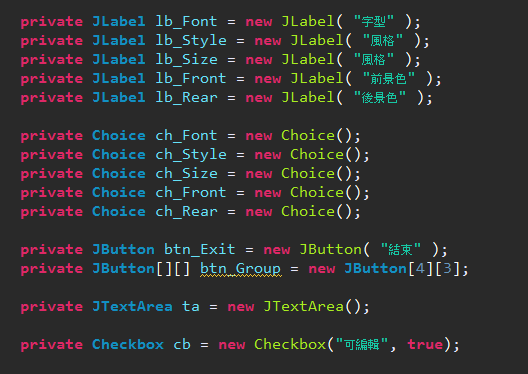 private JLabel lb_Font = new JLabel( "字型" );
private JLabel lb_Style = new JLabel( "風格" );
private JLabel lb_Size = new JLabel( "風格" );
private JLabel lb_Front = new JLabel( "前景色" );
private JLabel lb_Rear = new JLabel( "後景色" );
private Choice ch_Font = new Choice();
private Choice ch_Style = new Choice();
private Choice ch_Size = new Choice();
private Choice ch_Front = new Choice();
private Choice ch_Rear = new Choice();
private JButton btn_Exit = new JButton( "結束" );
private JButton[][] btn_Group = new JButton[4][3];
private JTextArea ta = new JTextArea();
private Checkbox cb = new Checkbox("可編輯", true);